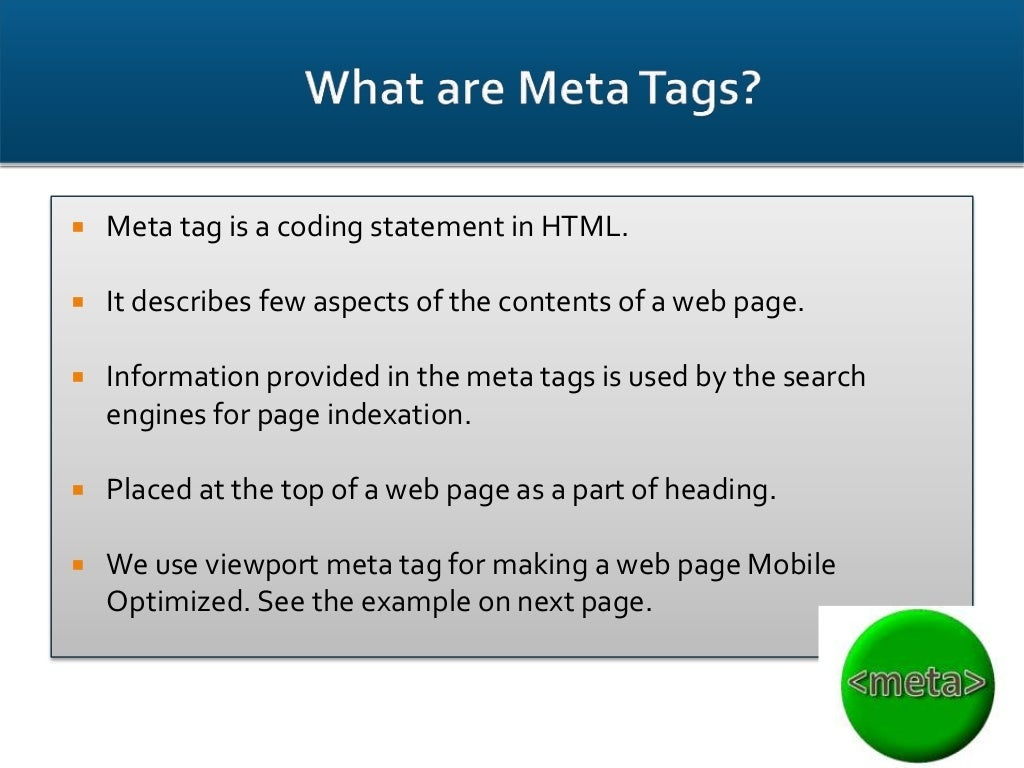 What are Meta Tags?
Meta tag is a coding statement in HTML.
It describes few aspects of the contents of a web page.
Information provided in the meta tags is used by the search
engines for page indexation.
Placed at the top of a web page as a part of heading.
We use viewport meta tag for making a web page Mobile
Optimized. See the example on next page.
<meta>